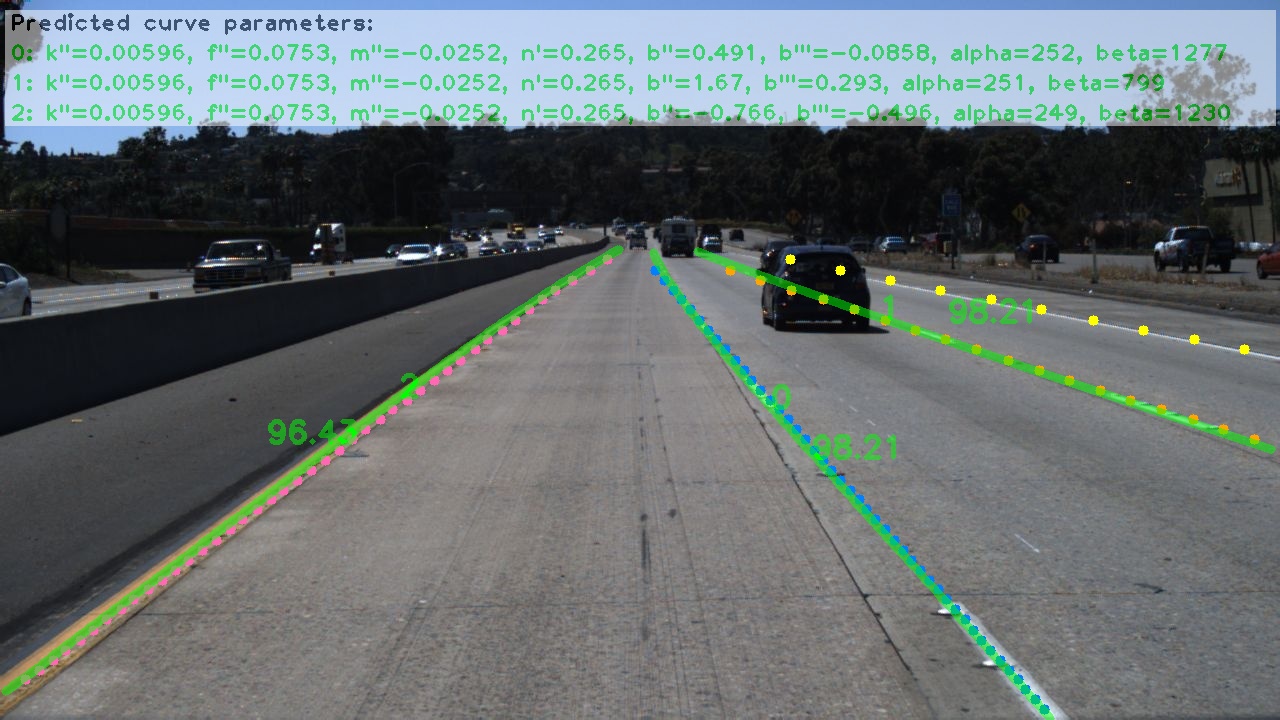 Predicted curve parameters:
0: k''=0.00596, f''=0.0753, m''=-0.0252, n'=0.265, b''=0.491, b'''=-0.0858, alpha=252, beta=1277
1: k''=0.00596, f''=0.0753, m''=-0.0252, n'=0.265, b''=1.67, b'''=0.293, alpha=251, beta=799
2: k''=0.00596, f''=0.0753, m''=-0.0252, n'=0.265, b''=-0.766, b'''=-0.496, alpha=249, beta=1230
1 98.21
2
0
96.43
98.21